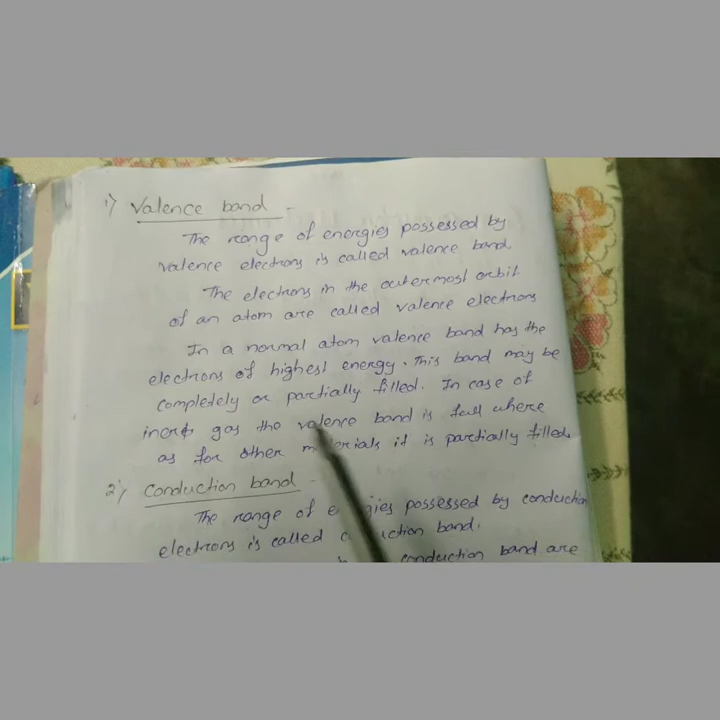 1) Valence band -
The range of energies possessed by
valence electrons is called valence band.
The electrons in the outermost orbit
of an atom are called valence electrons
In a normal atom valence band has the
electrons of highest energy. This band may be
completely or partially filled. In case of
inert gas the valence band is full where
as for other materials it is partially filled.
2) Conduction band -
The range of energies possessed by conduction
electrons is called conduction band.
conduction band are